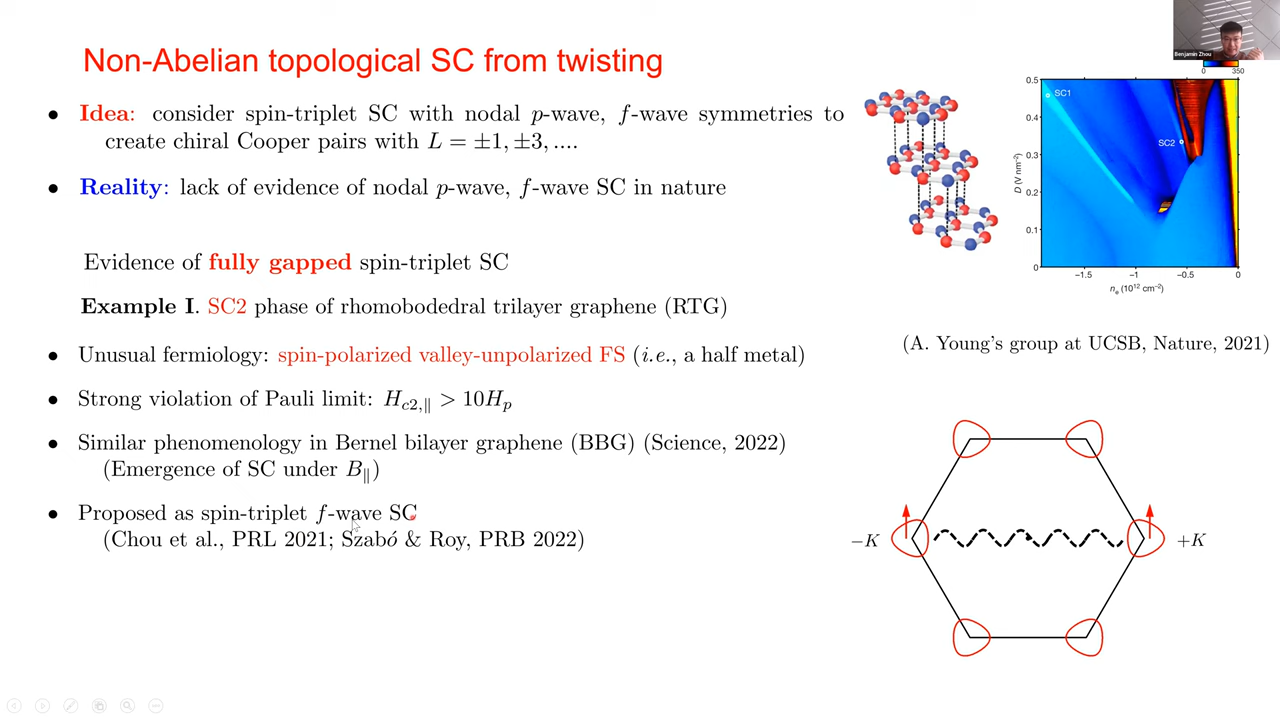 Non-Abelian topological SC from twisting
• Idea: consider spin-triplet SC with nodal p-wave, f-wave symmetries to
create chiral Cooper pairs with L = ±1, ±3, ....
• Reality: lack of evidence of nodal p-wave, f-wave SC in nature
Evidence of fully gapped spin-triplet SC
Example I. SC2 phase of rhomobodedral trilayer graphene (RTG)
• Unusual fermiology: spin-polarized valley-unpolarized FS (i.e., a half metal)
• Strong violation of Pauli limit: H_{c2,∥} > 10H_p
• Similar phenomenology in Bernel bilayer graphene (BBG) (Science, 2022)
(Emergence of SC under B_∥)
• Proposed as spin-triplet f-wave SC
(Chou et al., PRL 2021; Szabó & Roy, PRB 2022)
Benjamin Zhou
0 350
SC1
SC2
D (V nm⁻²)
0.5
0.4
0.3
0.2
0.1
0
−1.5 −1 −0.5 0
nₑ (10¹² cm⁻²)
(A. Young's group at UCSB, Nature, 2021)
−K
+K